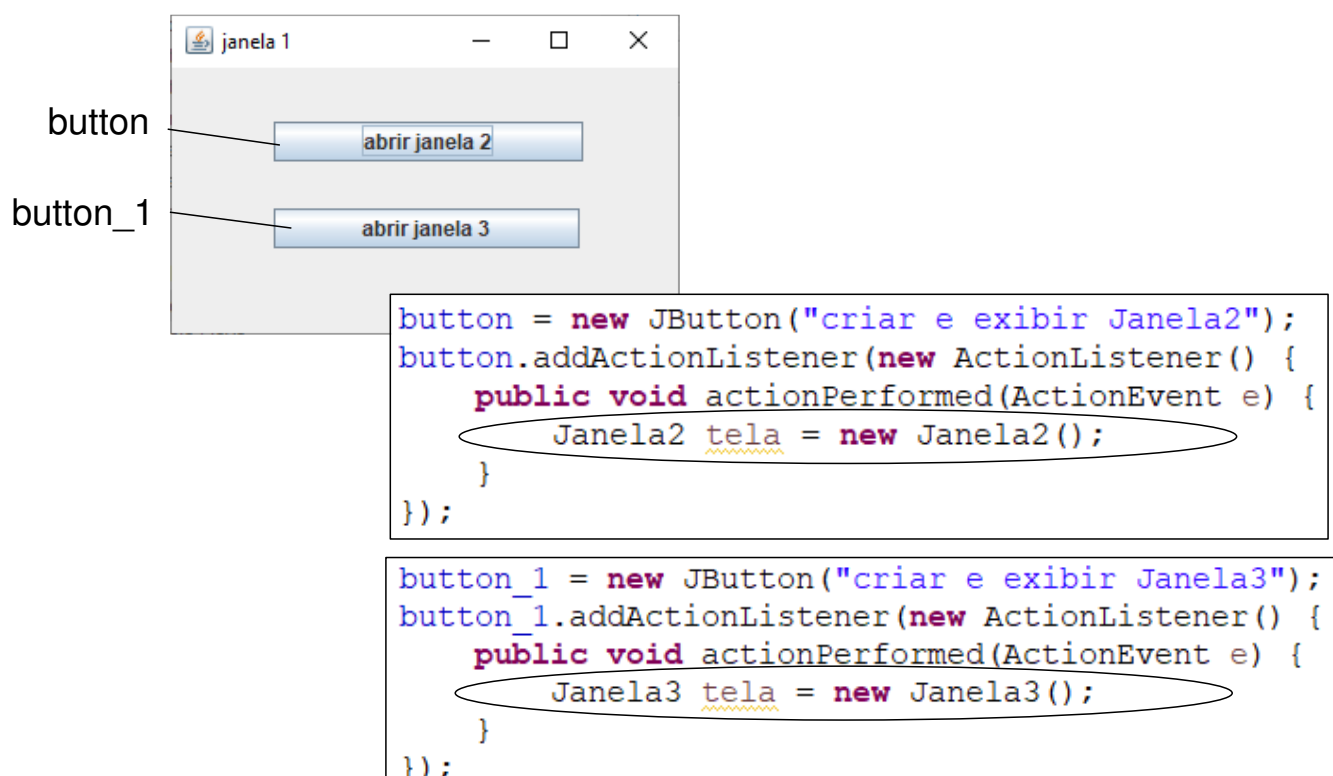 janela 1
button
abrir janela 2
button_1
abrir janela 3
button = new JButton("criar e exibir Janela2");
button.addActionListener(new ActionListener() {
public void actionPerformed(ActionEvent e) {
Janela2 tela = new Janela2();
}
});
button_1 = new JButton("criar e exibir Janela3");
button_1.addActionListener(new ActionListener() {
public void actionPerformed(ActionEvent e) {
Janela3 tela = new Janela3();
}
});